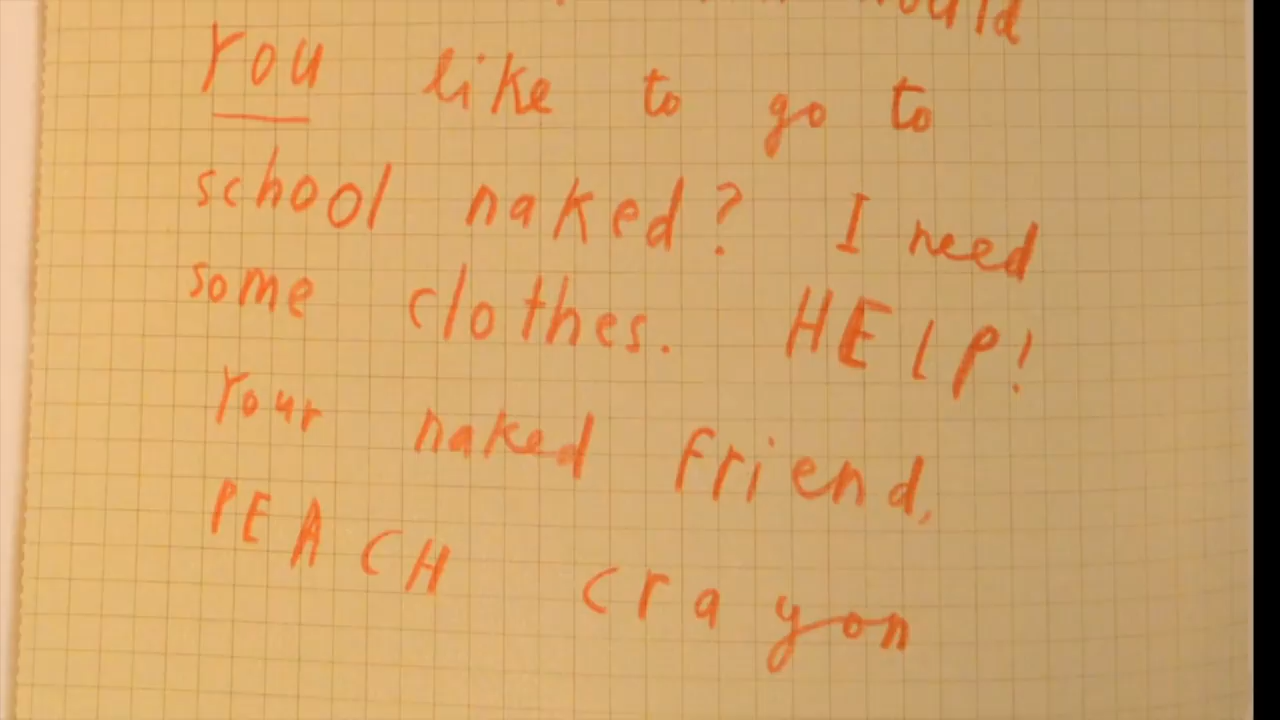 YOU like to go to
school naked? I need
some clothes. HElP!
Your naked friend,
PEACH crayon